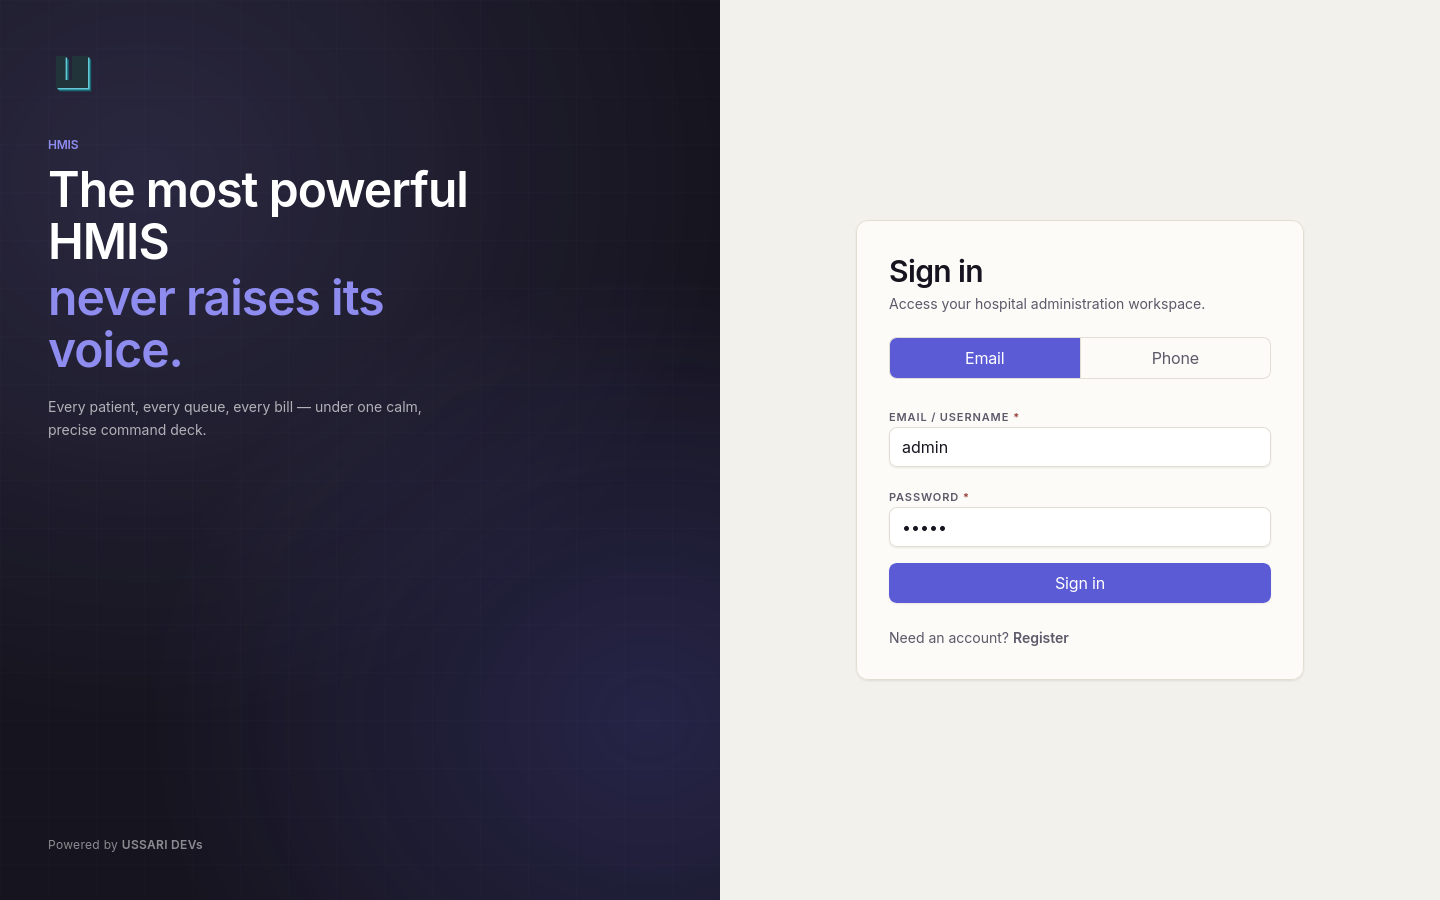 HMIS
The most powerful
HMIS
never raises its
voice.
Every patient, every queue, every bill — under one calm,
precise command deck.
Powered by USSARI DEVs
Sign in
Access your hospital administration workspace.
Email
Phone
EMAIL / USERNAME *
admin
PASSWORD *
•••••
Sign in
Need an account? Register